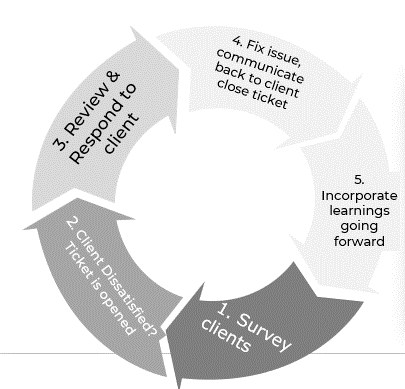 1. Survey
clients
2. Client Dissatisfied?
Ticket is opened
3. Review &
Respond to
client
4. Fix issue,
communicate
back to client
close ticket
5.
Incorporate
learnings
going
forward